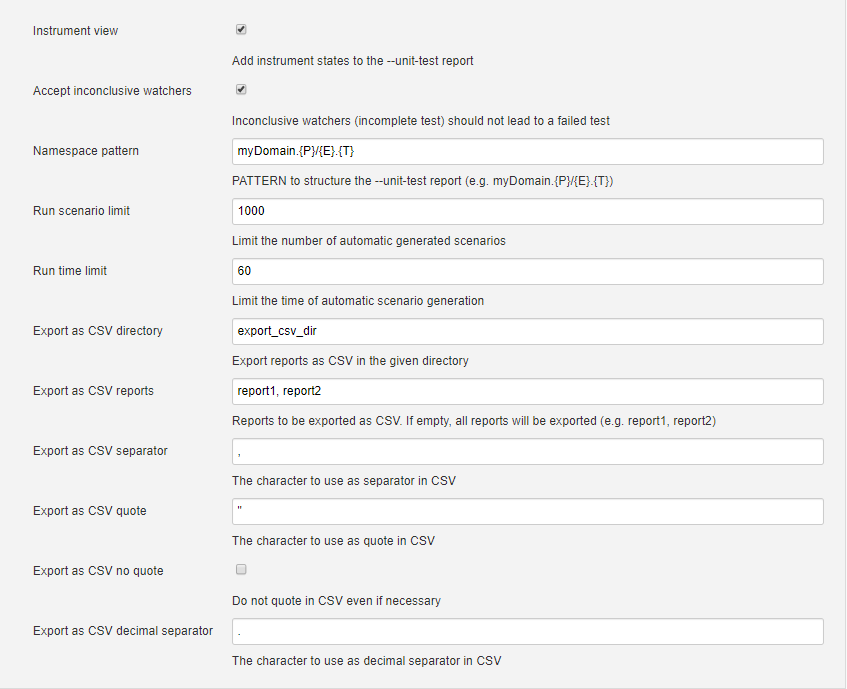 Instrument view
Add instrument states to the --unit-test report
Accept inconclusive watchers
Inconclusive watchers (incomplete test) should not lead to a failed test
Namespace pattern
myDomain.{P}/{E}.{T}
PATTERN to structure the --unit-test report (e.g. myDomain.{P}/{E}.{T})
Run scenario limit
1000
Limit the number of automatic generated scenarios
Run time limit
60
Limit the time of automatic scenario generation
Export as CSV directory
export_csv_dir
Export reports as CSV in the given directory
Export as CSV reports
report1, report2
Reports to be exported as CSV. If empty, all reports will be exported (e.g. report1, report2)
Export as CSV separator
,
The character to use as separator in CSV
Export as CSV quote
"
The character to use as quote in CSV
Export as CSV no quote
Do not quote in CSV even if necessary
Export as CSV decimal separator
.
The character to use as decimal separator in CSV